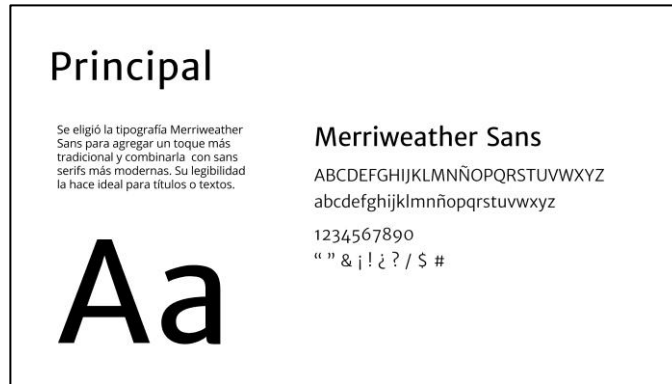 Principal
Se eligió la tipografía Merriweather
Sans para agregar un toque más
tradicional y combinarla con sans
serifs más modernas. Su legibilidad
la hace ideal para títulos o textos.
Aa
Merriweather Sans
ABCDEFGHIJKLMNÑOPQRSTUVWXYZ
abcdefghijklmnñopqrstuvwxyz
1234567890
“ ” & ¡ ! ¿ ? / $ #